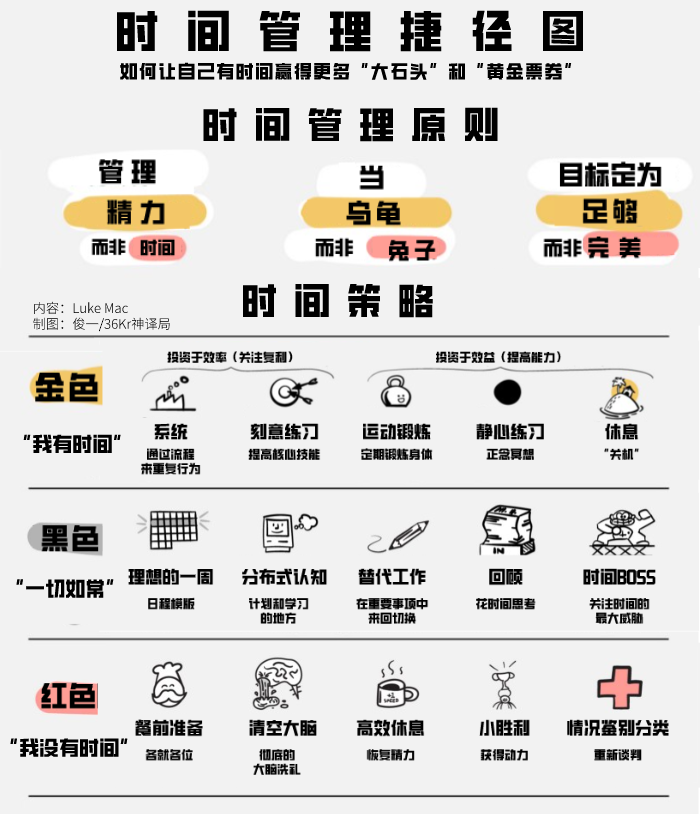 时间管理捷径图
如何让自己有时间赢得更多“大石头”和“黄金票券”
时间管理原则
管理
精力
而非 时间
当
乌龟
而非 兔子
目标定为
足够
而非 完美
内容：Luke Mac
制图：俊一/36Kr神译局
时间策略
投资于效率（关注复利）
投资于效益（提高能力）
金色
“我有时间”
系统
通过流程
来重复行为
刻意练习
提高核心技能
运动锻炼
定期锻炼身体
静心练习
正念冥想
休息
“关机”
黑色
“一切如常”
理想的一周
日程模版
分布式认知
计划和学习
的地方
替代工作
在重要事项中
来回切换
IN
回顾
花时间思考
时间BOSS
关注时间的
最大威胁
红色
“我没有时间”
餐前准备
各就各位
清空大脑
彻底的
大脑洗礼
高效休息
恢复精力
小胜利
获得动力
情况鉴别分类
重新谈判